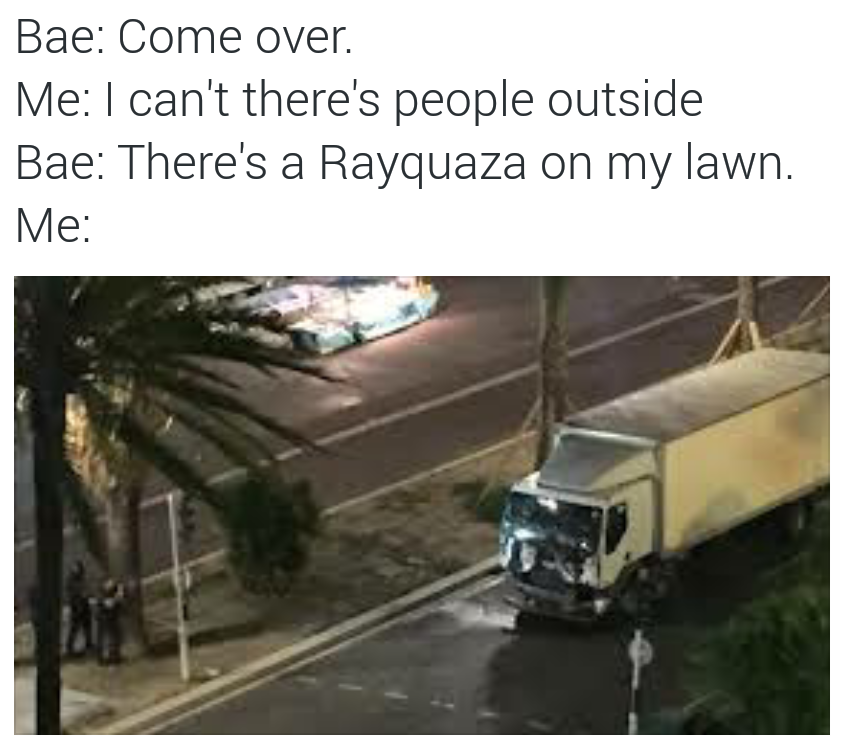 Bae: Come over.
Me: I can't there's people outside
Bae: There's a Rayquaza on my lawn.
Me: